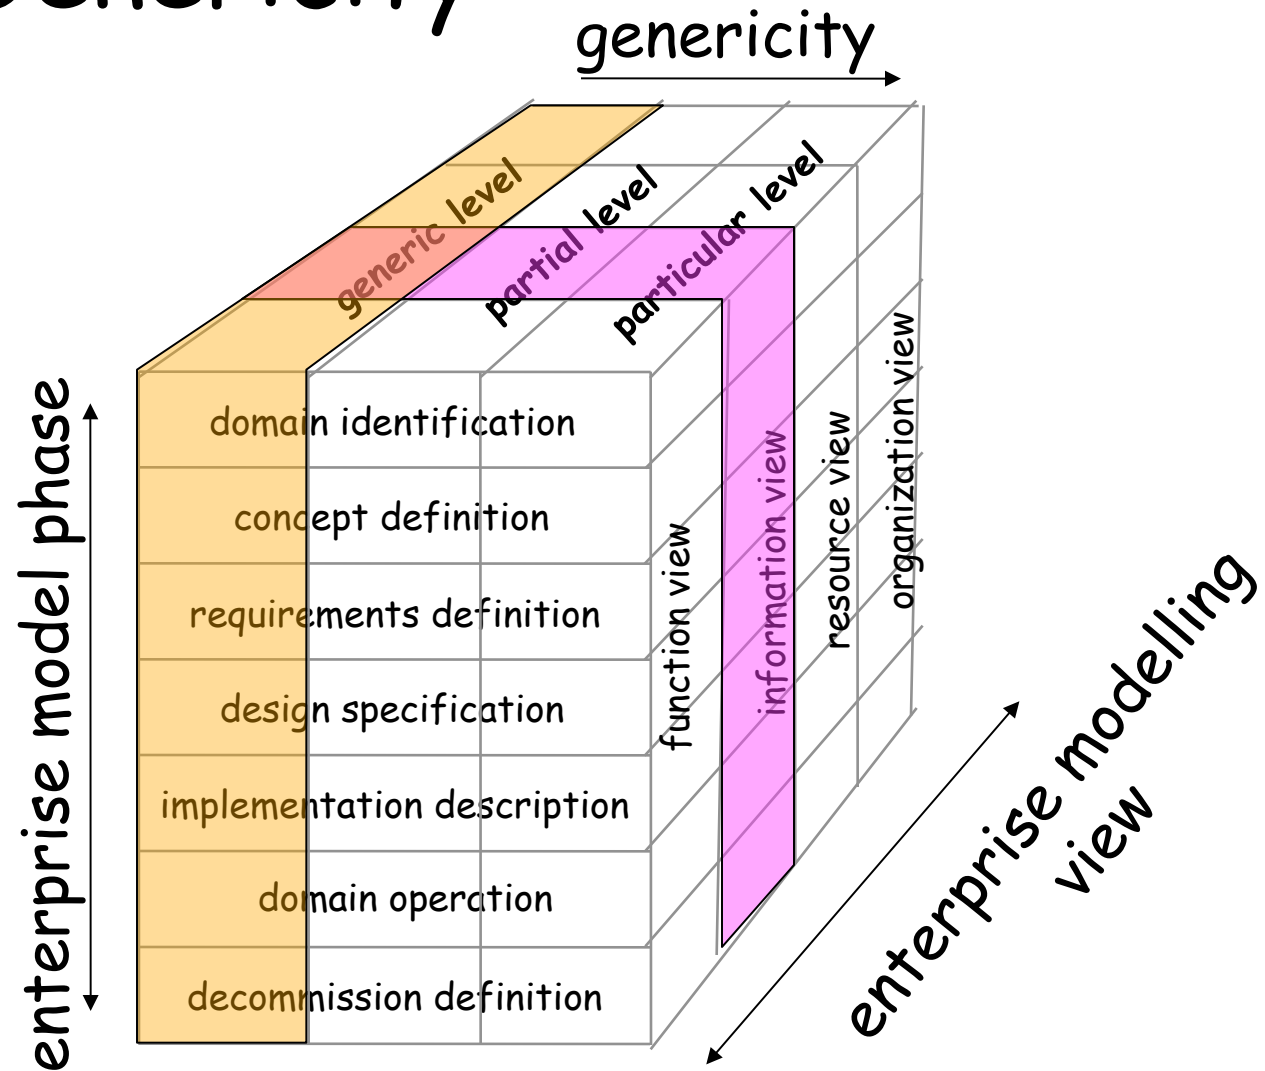 genericity
genericity
generic level
partial level
particular level
domain identification
concept definition
requirements definition
design specification
implementation description
domain operation
decommission definition
enterprise model phase
function view
information view
resource view
organization view
enterprise modelling
view